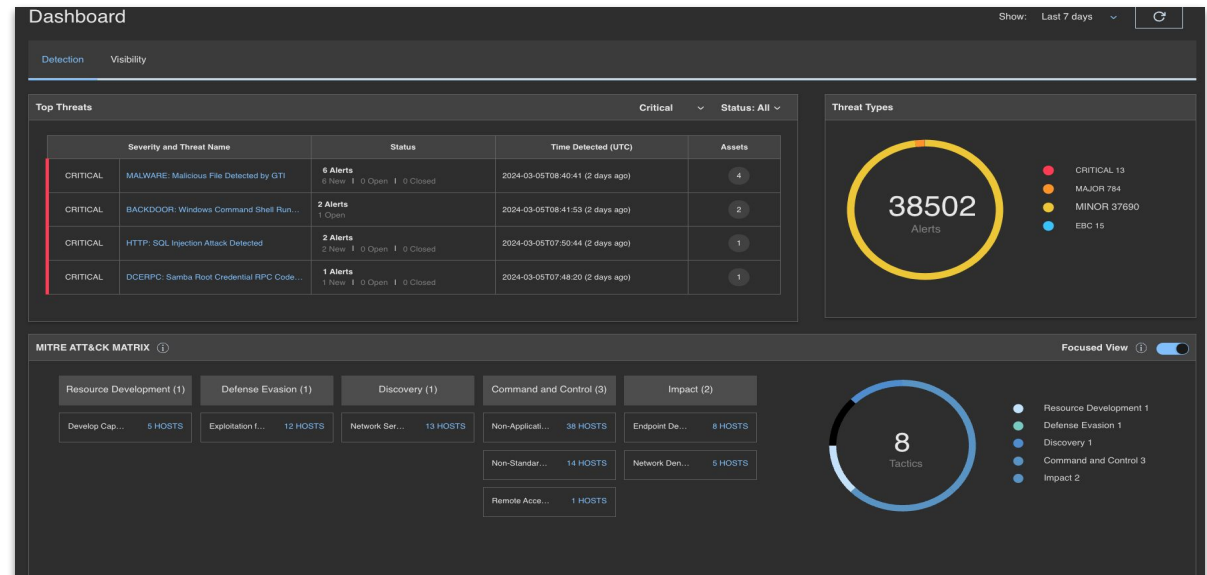 Dashboard
Show: Last 7 days
Detection Visibility
Top Threats Critical Status: All
Severity and Threat Name Status Time Detected (UTC) Assets
CRITICAL MALWARE: Malicious File Detected by GTI 6 Alerts 2024-03-05T08:40:41 (2 days ago) 4
6 New I 0 Open I 0 Closed
CRITICAL BACKDOOR: Windows Command Shell Run... 2 Alerts 2024-03-05T08:41:53 (2 days ago) 2
1 Open
CRITICAL HTTP: SQL Injection Attack Detected 2 Alerts 2024-03-05T07:50:44 (2 days ago) 1
2 New I 0 Open I 0 Closed
CRITICAL DCERPC: Samba Root Credential RPC Code... 1 Alerts 2024-03-05T07:48:20 (2 days ago) 1
1 New I 0 Open I 0 Closed
Threat Types
38502
Alerts
CRITICAL 13
MAJOR 784
MINOR 37690
EBC 15
MITRE ATT&CK MATRIX Focused View
Resource Development (1) Defense Evasion (1) Discovery (1) Command and Control (3) Impact (2)
Develop Cap... 5 HOSTS Exploitation f... 12 HOSTS Network Ser... 13 HOSTS Non-Applicati... 38 HOSTS Endpoint De... 8 HOSTS
Non-Standar... 14 HOSTS Network Den... 5 HOSTS
Remote Acce... 1 HOSTS
8
Tactics
Resource Development 1
Defense Evasion 1
Discovery 1
Command and Control 3
Impact 2